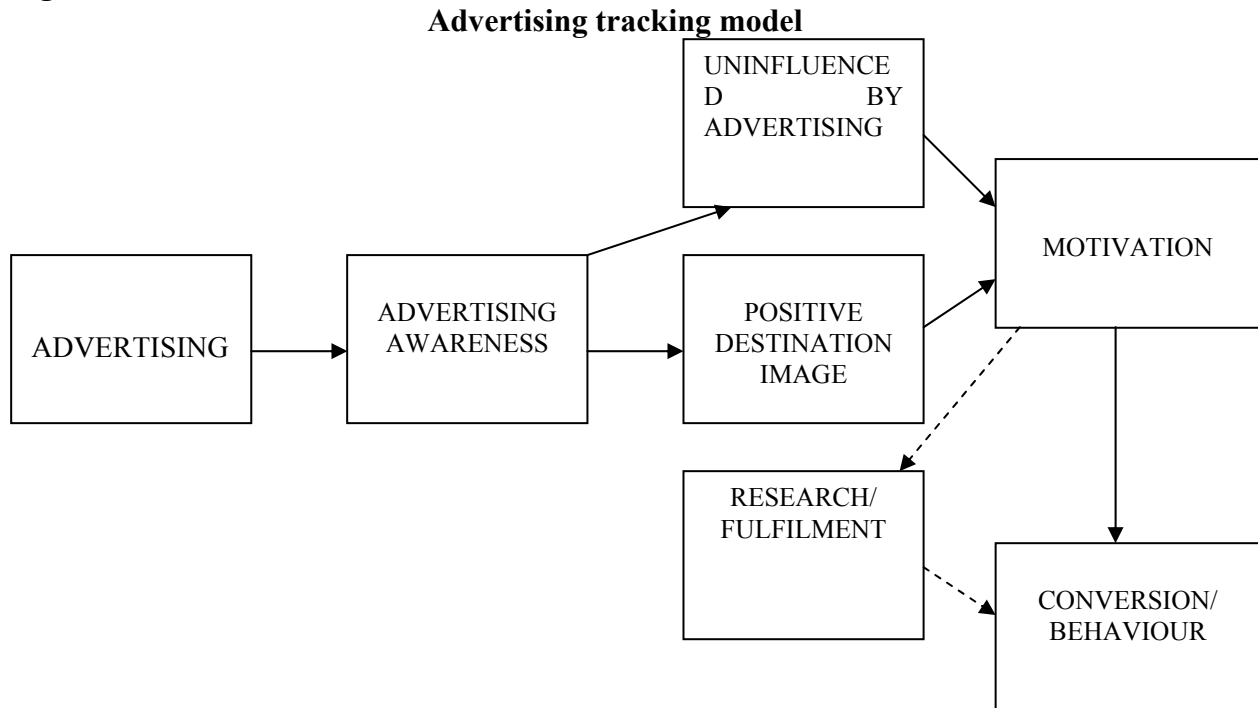 Advertising tracking model
UNINFLUENCE
D BY
ADVERTISING
MOTIVATION
ADVERTISING
ADVERTISING
AWARENESS
POSITIVE
DESTINATION
IMAGE
RESEARCH/
FULFILMENT
CONVERSION/
BEHAVIOUR